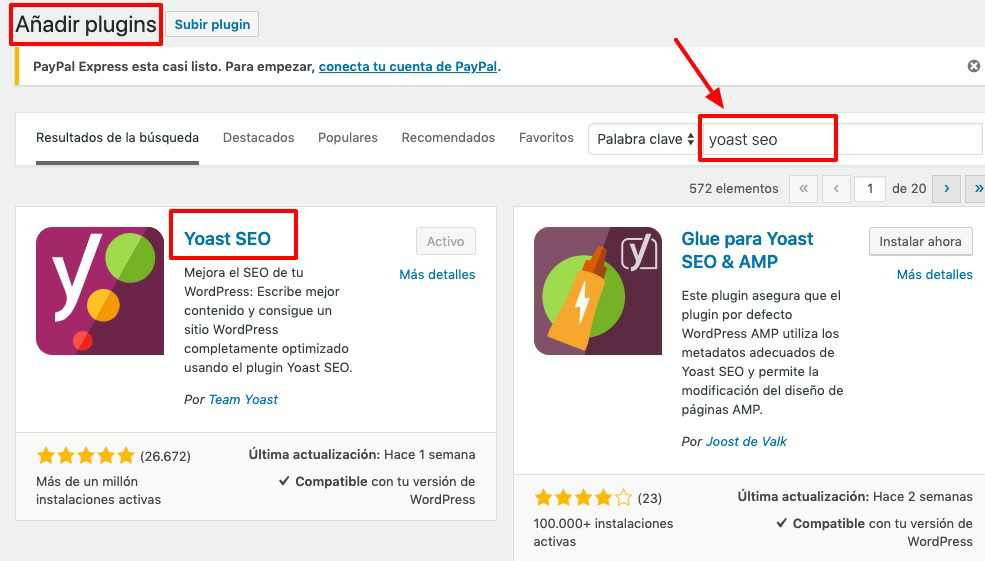 Añadir plugins
Subir plugin
PayPal Express esta casi listo. Para empezar, conecta tu cuenta de PayPal.
Resultados de la búsqueda Destacados Populares Recomendados Favoritos Palabra clave yoast seo
572 elementos « ‹ 1 de 20 › »
Yoast SEO
Activo
Más detalles
Mejora el SEO de tu
WordPress: Escribe mejor
contenido y consigue un
sitio WordPress
completamente optimizado
usando el plugin Yoast SEO.
Por Team Yoast
(26.672)
Más de un millón
instalaciones activas
Última actualización: Hace 1 semana
✓ Compatible con tu versión de
WordPress
Glue para Yoast
SEO & AMP
Instalar ahora
Más detalles
Este plugin asegura que el
plugin por defecto
WordPress AMP utiliza los
metadatos adecuados de
Yoast SEO y permite la
modificación del diseño de
páginas AMP.
Por Joost de Valk
(23)
100.000+ instalaciones
activas
Última actualización: Hace 2 semanas
✓ Compatible con tu versión de
WordPress